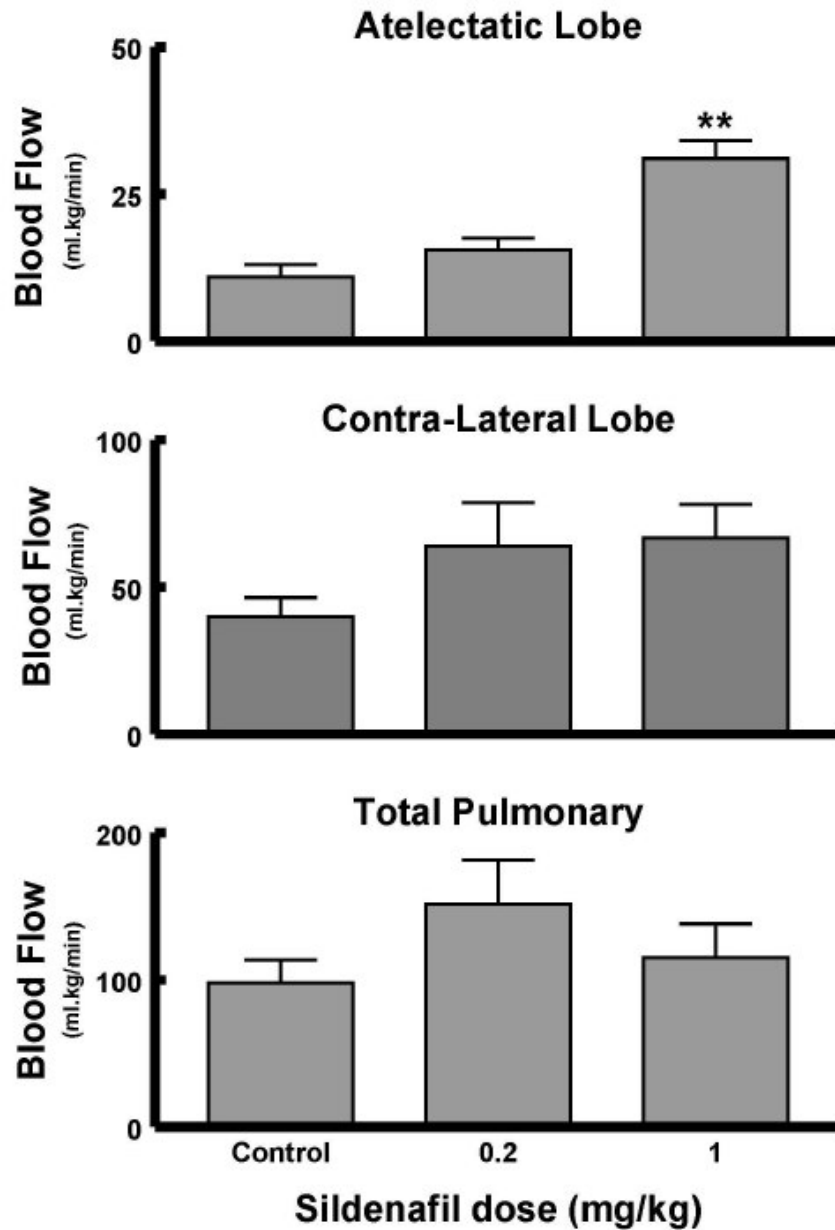 Atelectatic Lobe
50
25
0
Blood Flow
(ml.kg/min)
**
Contra-Lateral Lobe
100
50
0
Blood Flow
(ml.kg/min)
Total Pulmonary
200
100
0
Blood Flow
(ml.kg/min)
Control 0.2 1
Sildenafil dose (mg/kg)